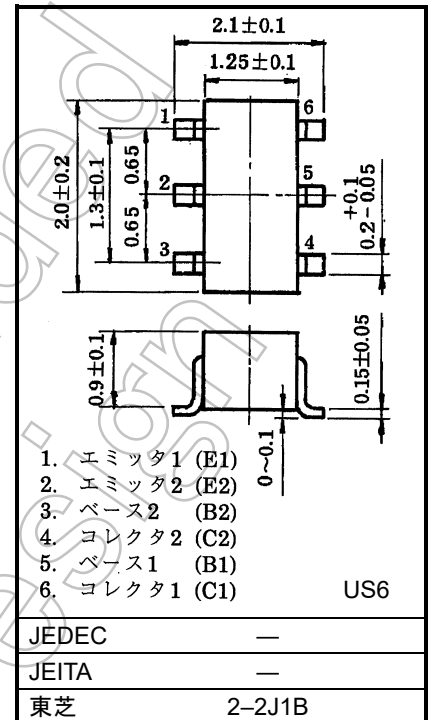 2.1±0.1
1.25±0.1
1
6
2
5
3
4
2.0±0.2
1.3±0.1
0.65
0.65
+0.1
0.2-0.05
0.9±0.1
0.15±0.05
0~0.1
1. エミッタ1 (E1)
2. エミッタ2 (E2)
3. ベース2 (B2)
4. コレクタ2 (C2)
5. ベース1 (B1)
6. コレクタ1 (C1)
US6
JEDEC —
JEITA —
東芝 2–2J1B